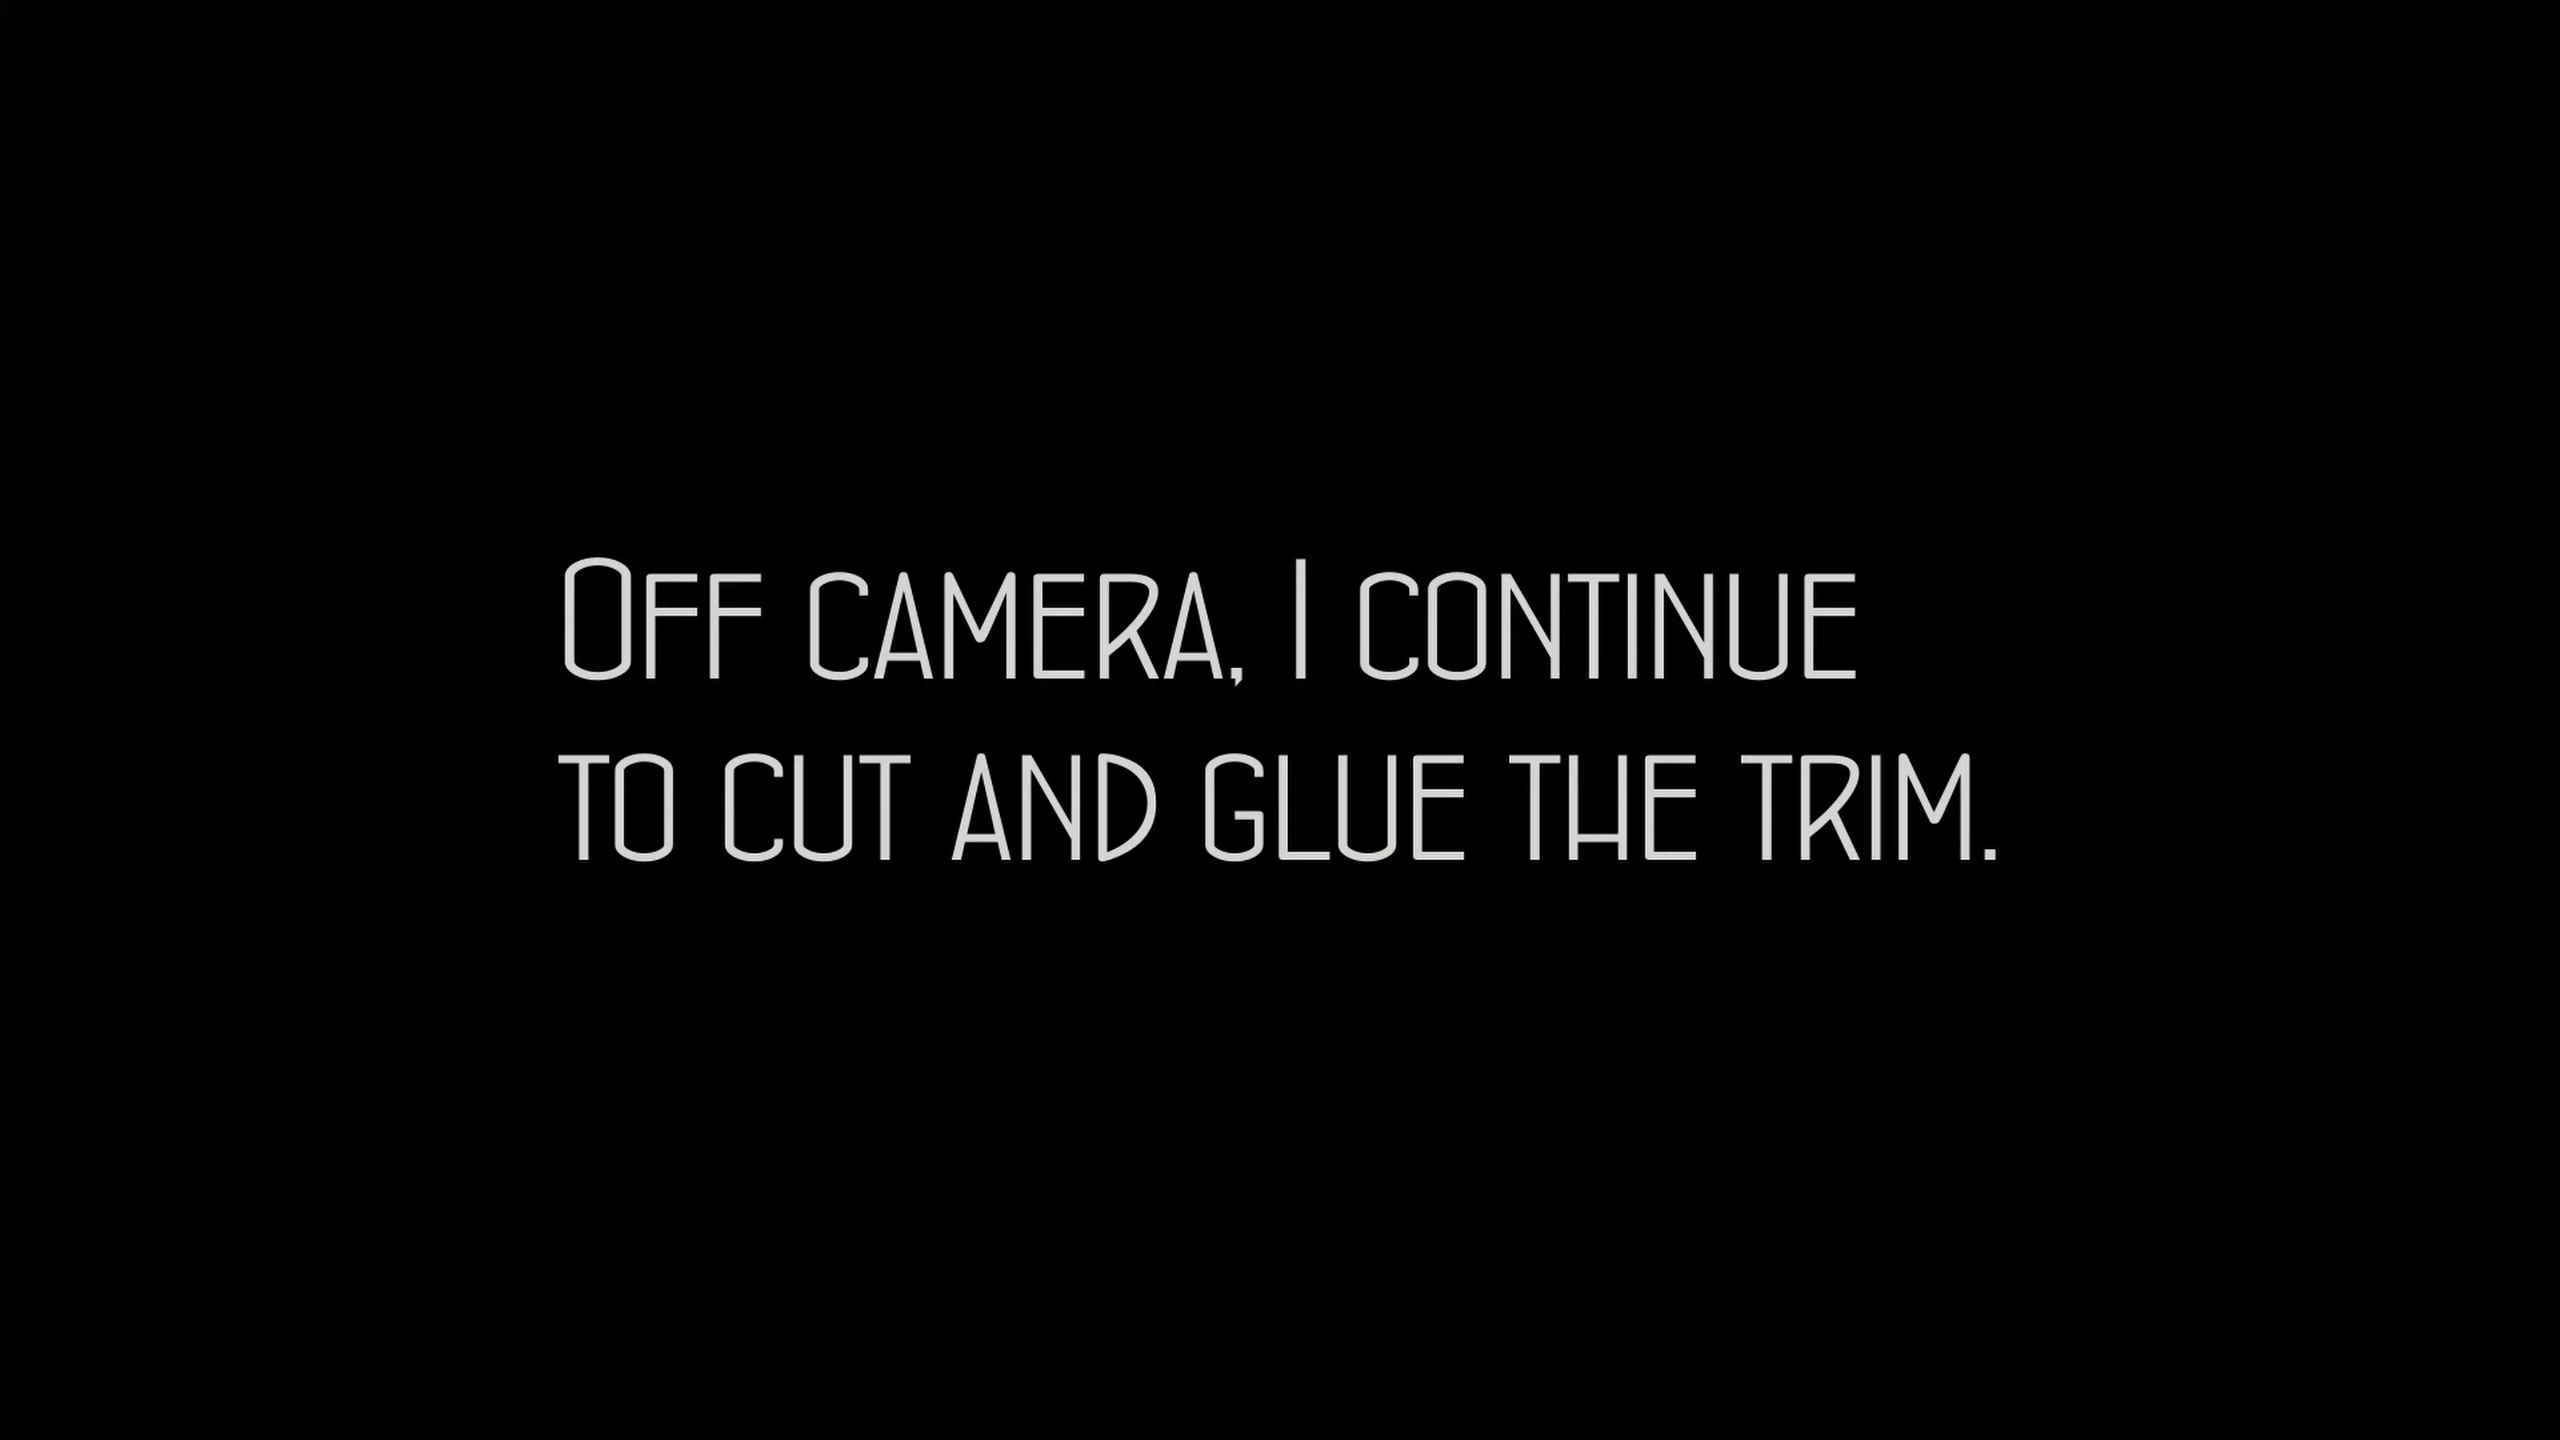 Off camera, I continue
to cut and glue the trim.